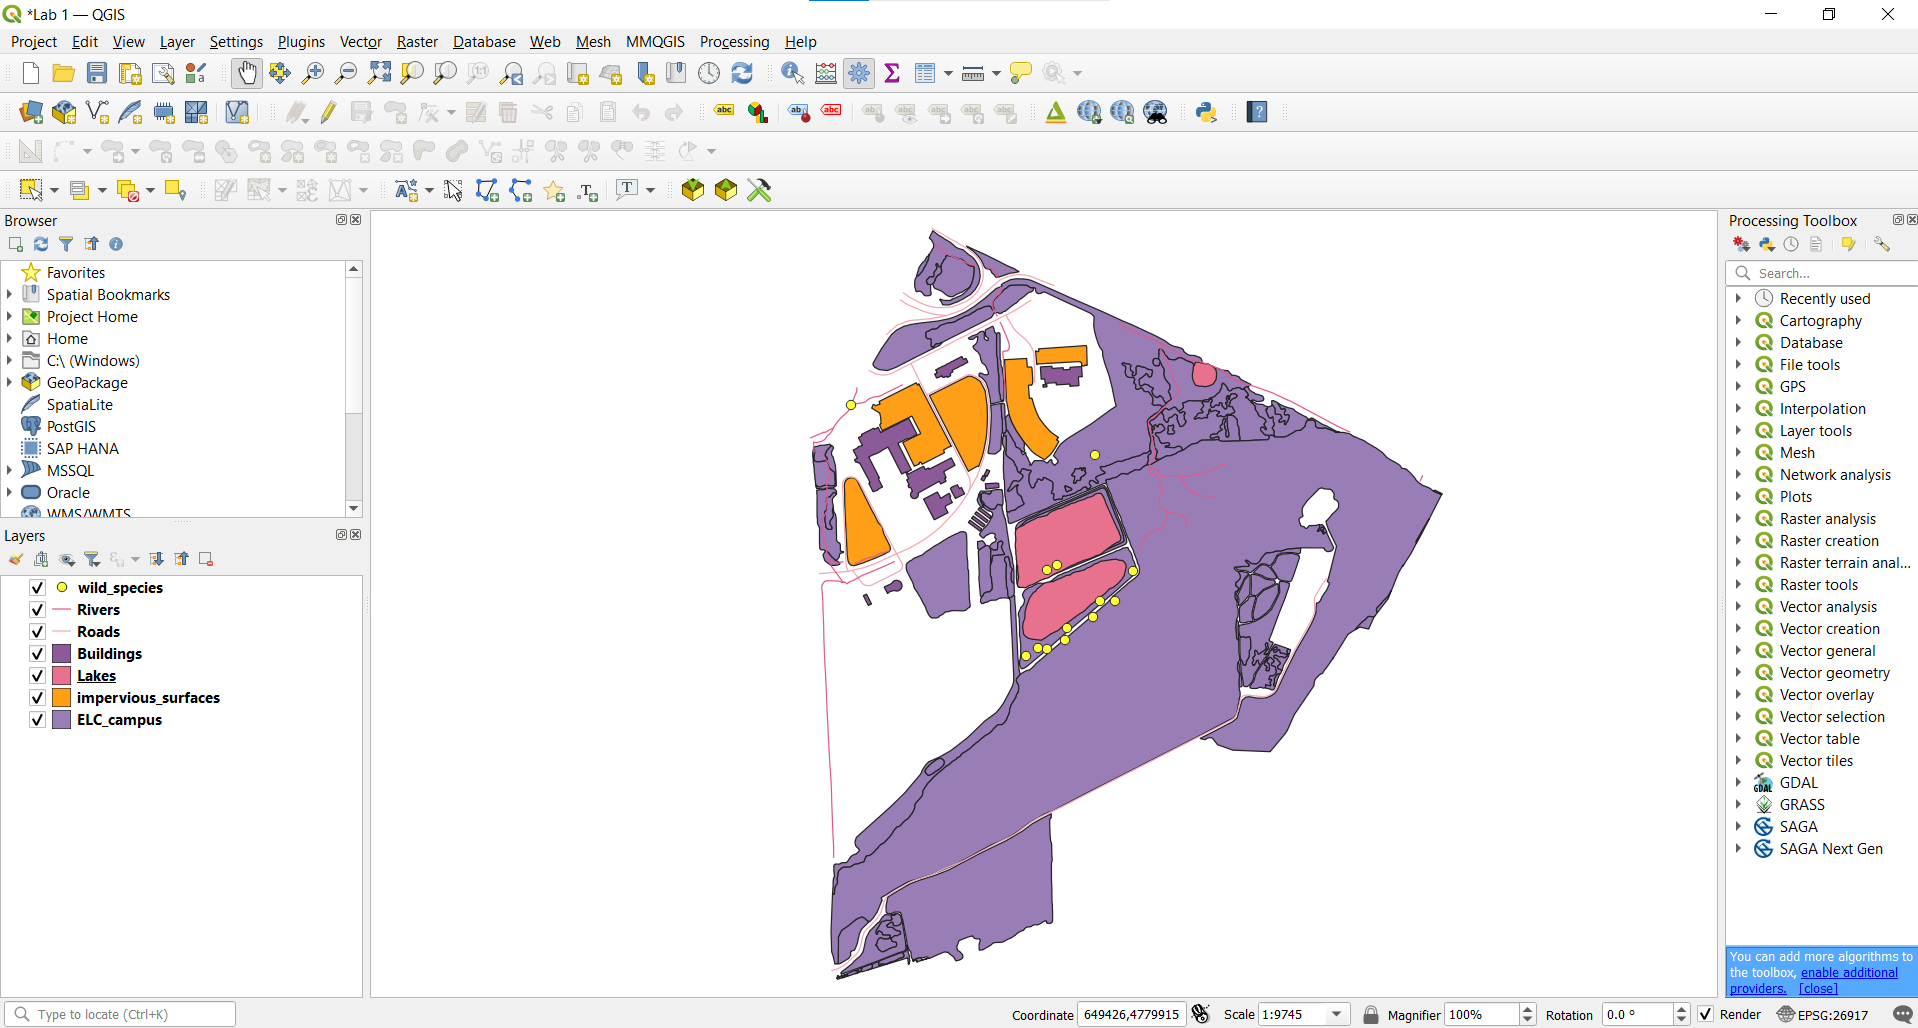 *Lab 1 — QGIS
Project Edit View Layer Settings Plugins Vector Raster Database Web Mesh MMQGIS Processing Help
1:1
abc abc abc
T T
Browser
Favorites
Spatial Bookmarks
Project Home
Home
C:\ (Windows)
GeoPackage
SpatiaLite
PostGIS
SAP HANA
MSSQL
Oracle
WMS/WMTS
Layers
wild_species
Rivers
Roads
Buildings
Lakes
impervious_surfaces
ELC_campus
Processing Toolbox
Search...
Recently used
Cartography
Database
File tools
GPS
Interpolation
Layer tools
Mesh
Network analysis
Plots
Raster analysis
Raster creation
Raster terrain anal...
Raster tools
Vector analysis
Vector creation
Vector general
Vector geometry
Vector overlay
Vector selection
Vector table
Vector tiles
GDAL
GRASS
SAGA
SAGA Next Gen
You can add more algorithms to
the toolbox, enable additional
providers. [close]
Type to locate (Ctrl+K)
Coordinate 649426,4779915 Scale 1:9745 Magnifier 100% Rotation 0.0 ° Render EPSG:26917